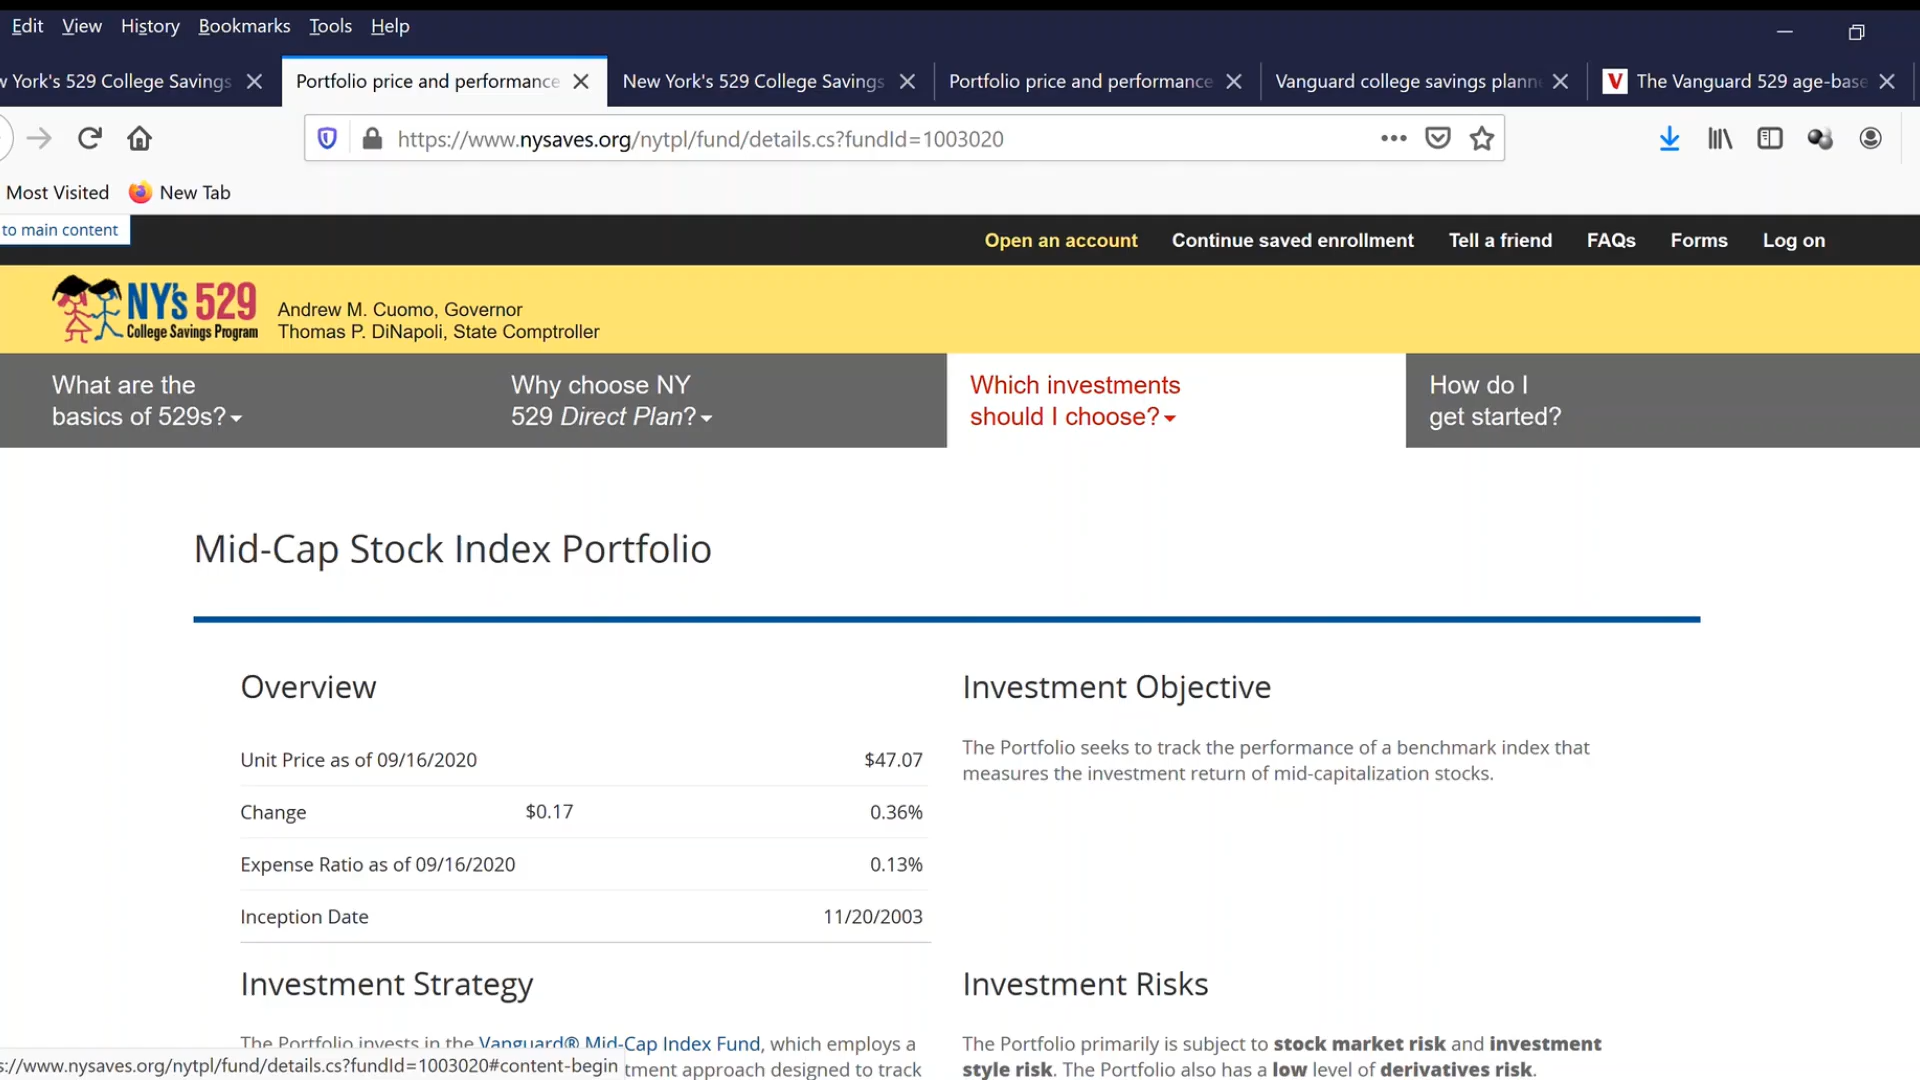 Edit View History Bookmarks Tools Help
York's 529 College Savings
Portfolio price and performance
New York's 529 College Savings
Portfolio price and performance
Vanguard college savings plann
The Vanguard 529 age-base
https://www.nysaves.org/nytpl/fund/details.cs?fundId=1003020
Most Visited
New Tab
to main content
Open an account
Continue saved enrollment
Tell a friend
FAQs
Forms
Log on
NY's 529
College Savings Program
Andrew M. Cuomo, Governor
Thomas P. DiNapoli, State Comptroller
What are the
basics of 529s?
Why choose NY
529 Direct Plan?
Which investments
should I choose?
How do I
get started?
Mid-Cap Stock Index Portfolio
Overview
Unit Price as of 09/16/2020 $47.07
Change $0.17 0.36%
Expense Ratio as of 09/16/2020 0.13%
Inception Date 11/20/2003
Investment Objective
The Portfolio seeks to track the performance of a benchmark index that
measures the investment return of mid-capitalization stocks.
Investment Strategy
The Portfolio invests in the Vanguard® Mid-Cap Index Fund, which employs a
tment approach designed to track
Investment Risks
The Portfolio primarily is subject to stock market risk and investment
style risk. The Portfolio also has a low level of derivatives risk.
s://www.nysaves.org/nytpl/fund/details.cs?fundId=1003020#content-begin